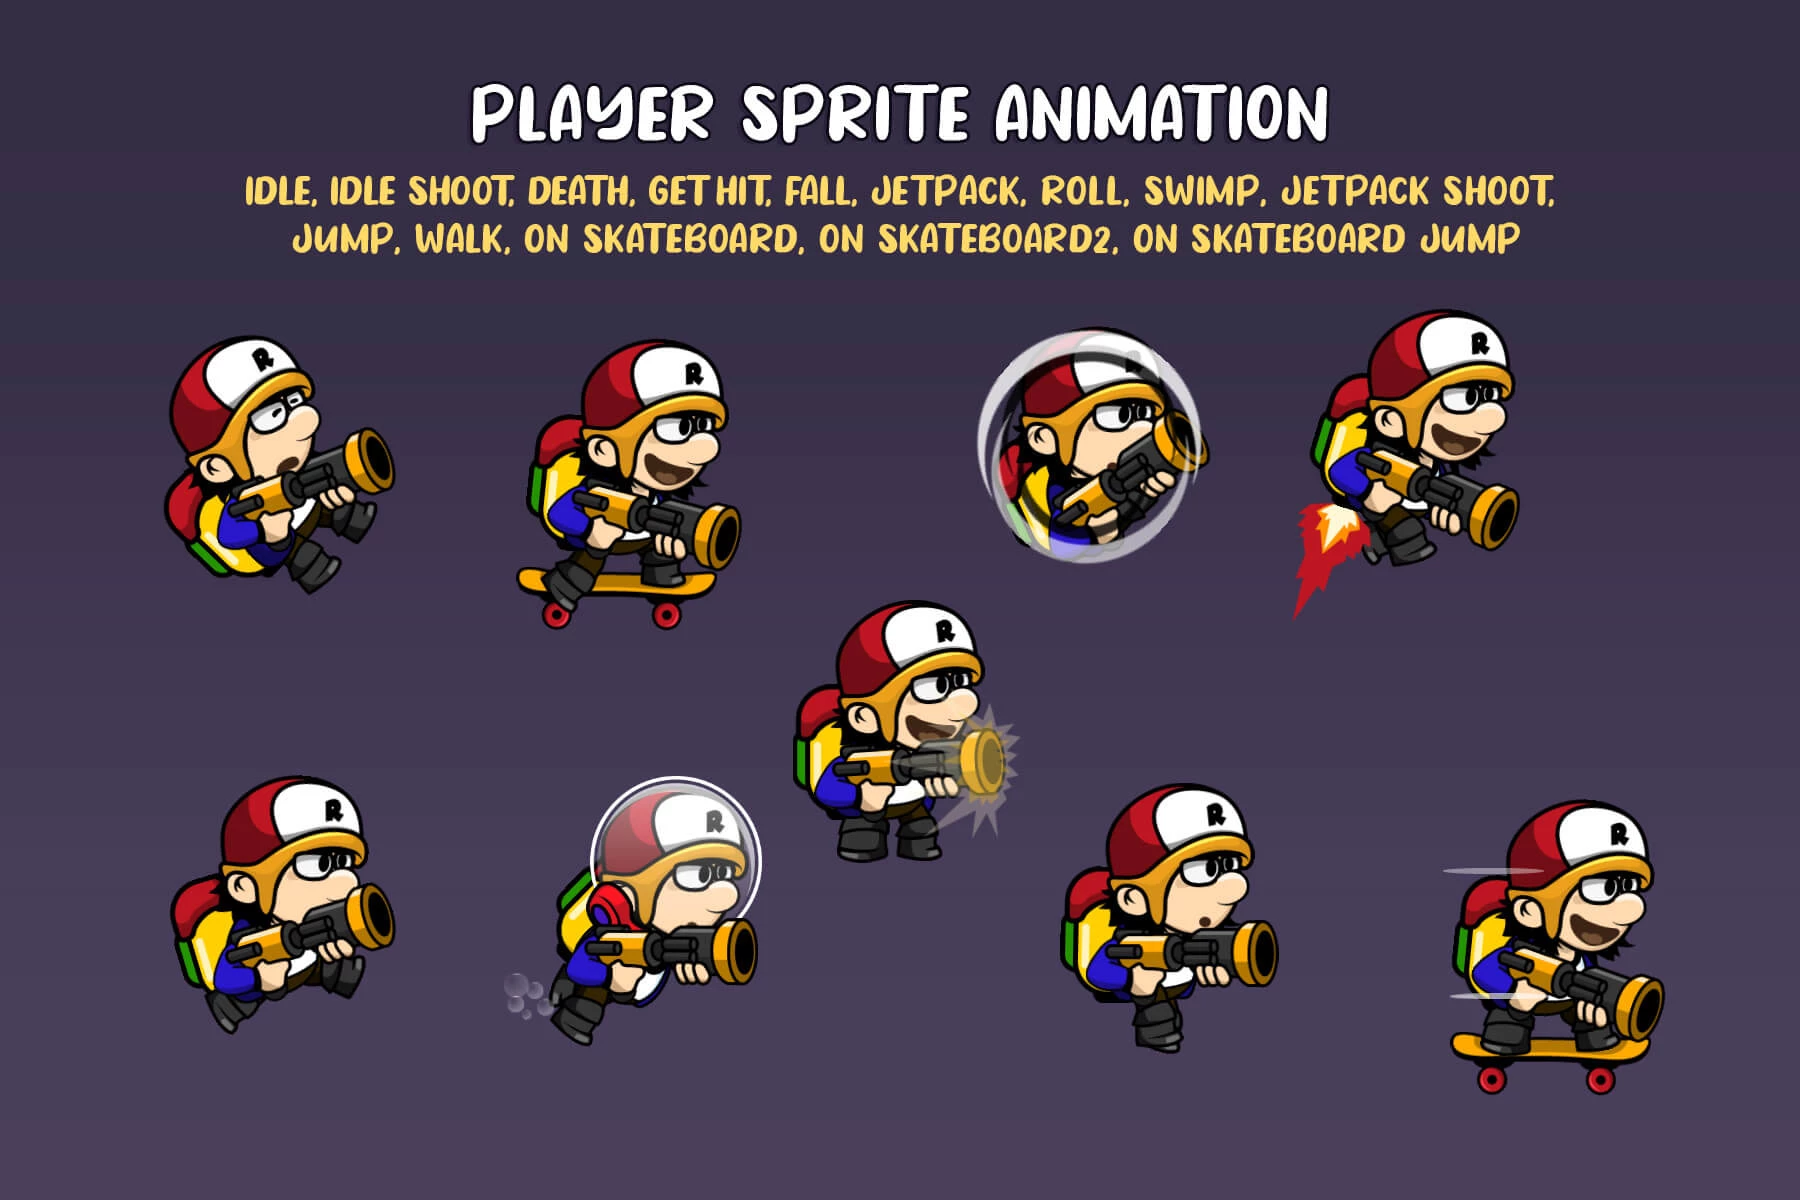 PLAYER SPRITE ANIMATION
IDLE, IDLE SHOOT, DEATH, GET HIT, FALL, JETPACK, ROLL, SWIMP, JETPACK SHOOT,
JUMP, WALK, ON SKATEBOARD, ON SKATEBOARD2, ON SKATEBOARD JUMP
R
R
R
R
R
R
R
R
R